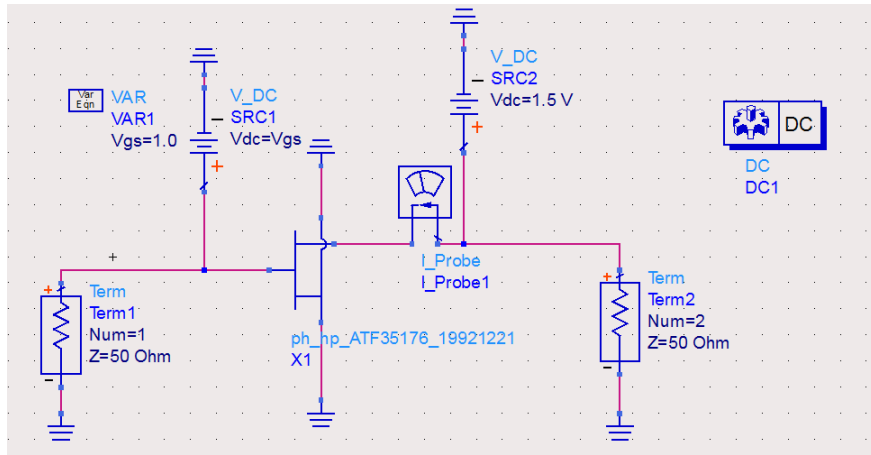 Var
Eqn
VAR
VAR1
Vgs=1.0
V_DC
SRC1
Vdc=Vgs
V_DC
SRC2
Vdc=1.5 V
DC
DC
DC1
I_Probe
I_Probe1
Term
Term1
Num=1
Z=50 Ohm
ph_hp_ATF35176_19921221
X1
Term
Term2
Num=2
Z=50 Ohm